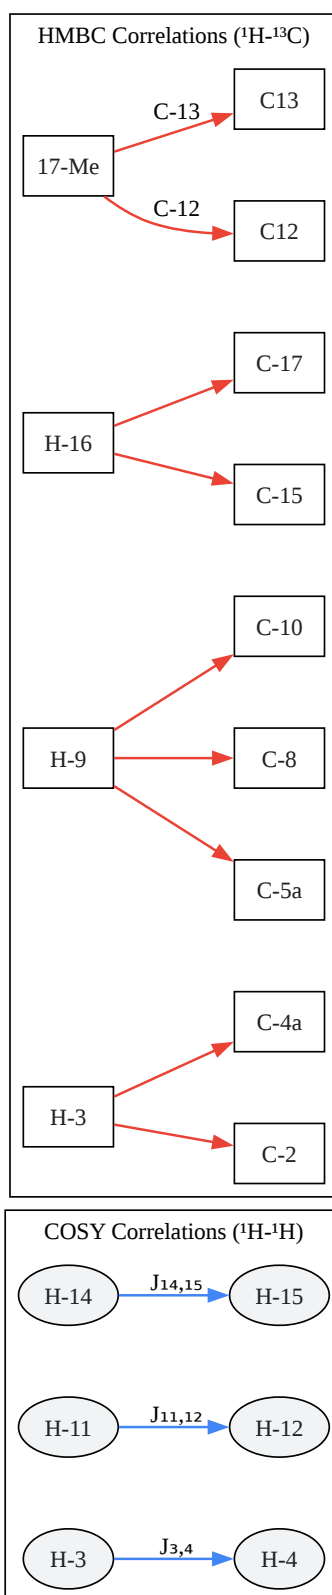 HMBC Correlations (¹H-¹³C)
C-13
C13
17-Me
C-12
C12
C-17
H-16
C-15
C-10
H-9
C-8
C-5a
C-4a
H-3
C-2
COSY Correlations (¹H-¹H)
H-14
J₁₄,₁₅
H-15
H-11
J₁₁,₁₂
H-12
H-3
J₃,₄
H-4